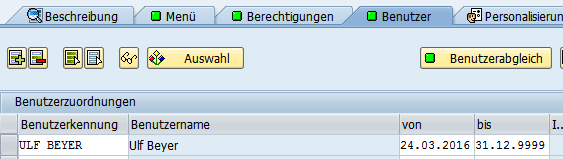 Beschreibung Menü Berechtigungen Benutzer Personalisierun
Auswahl Benutzerabgleich
Benutzerzuordnungen
Benutzerkennung Benutzername von bis I..
ULF BEYER Ulf Beyer 24.03.2016 31.12.9999